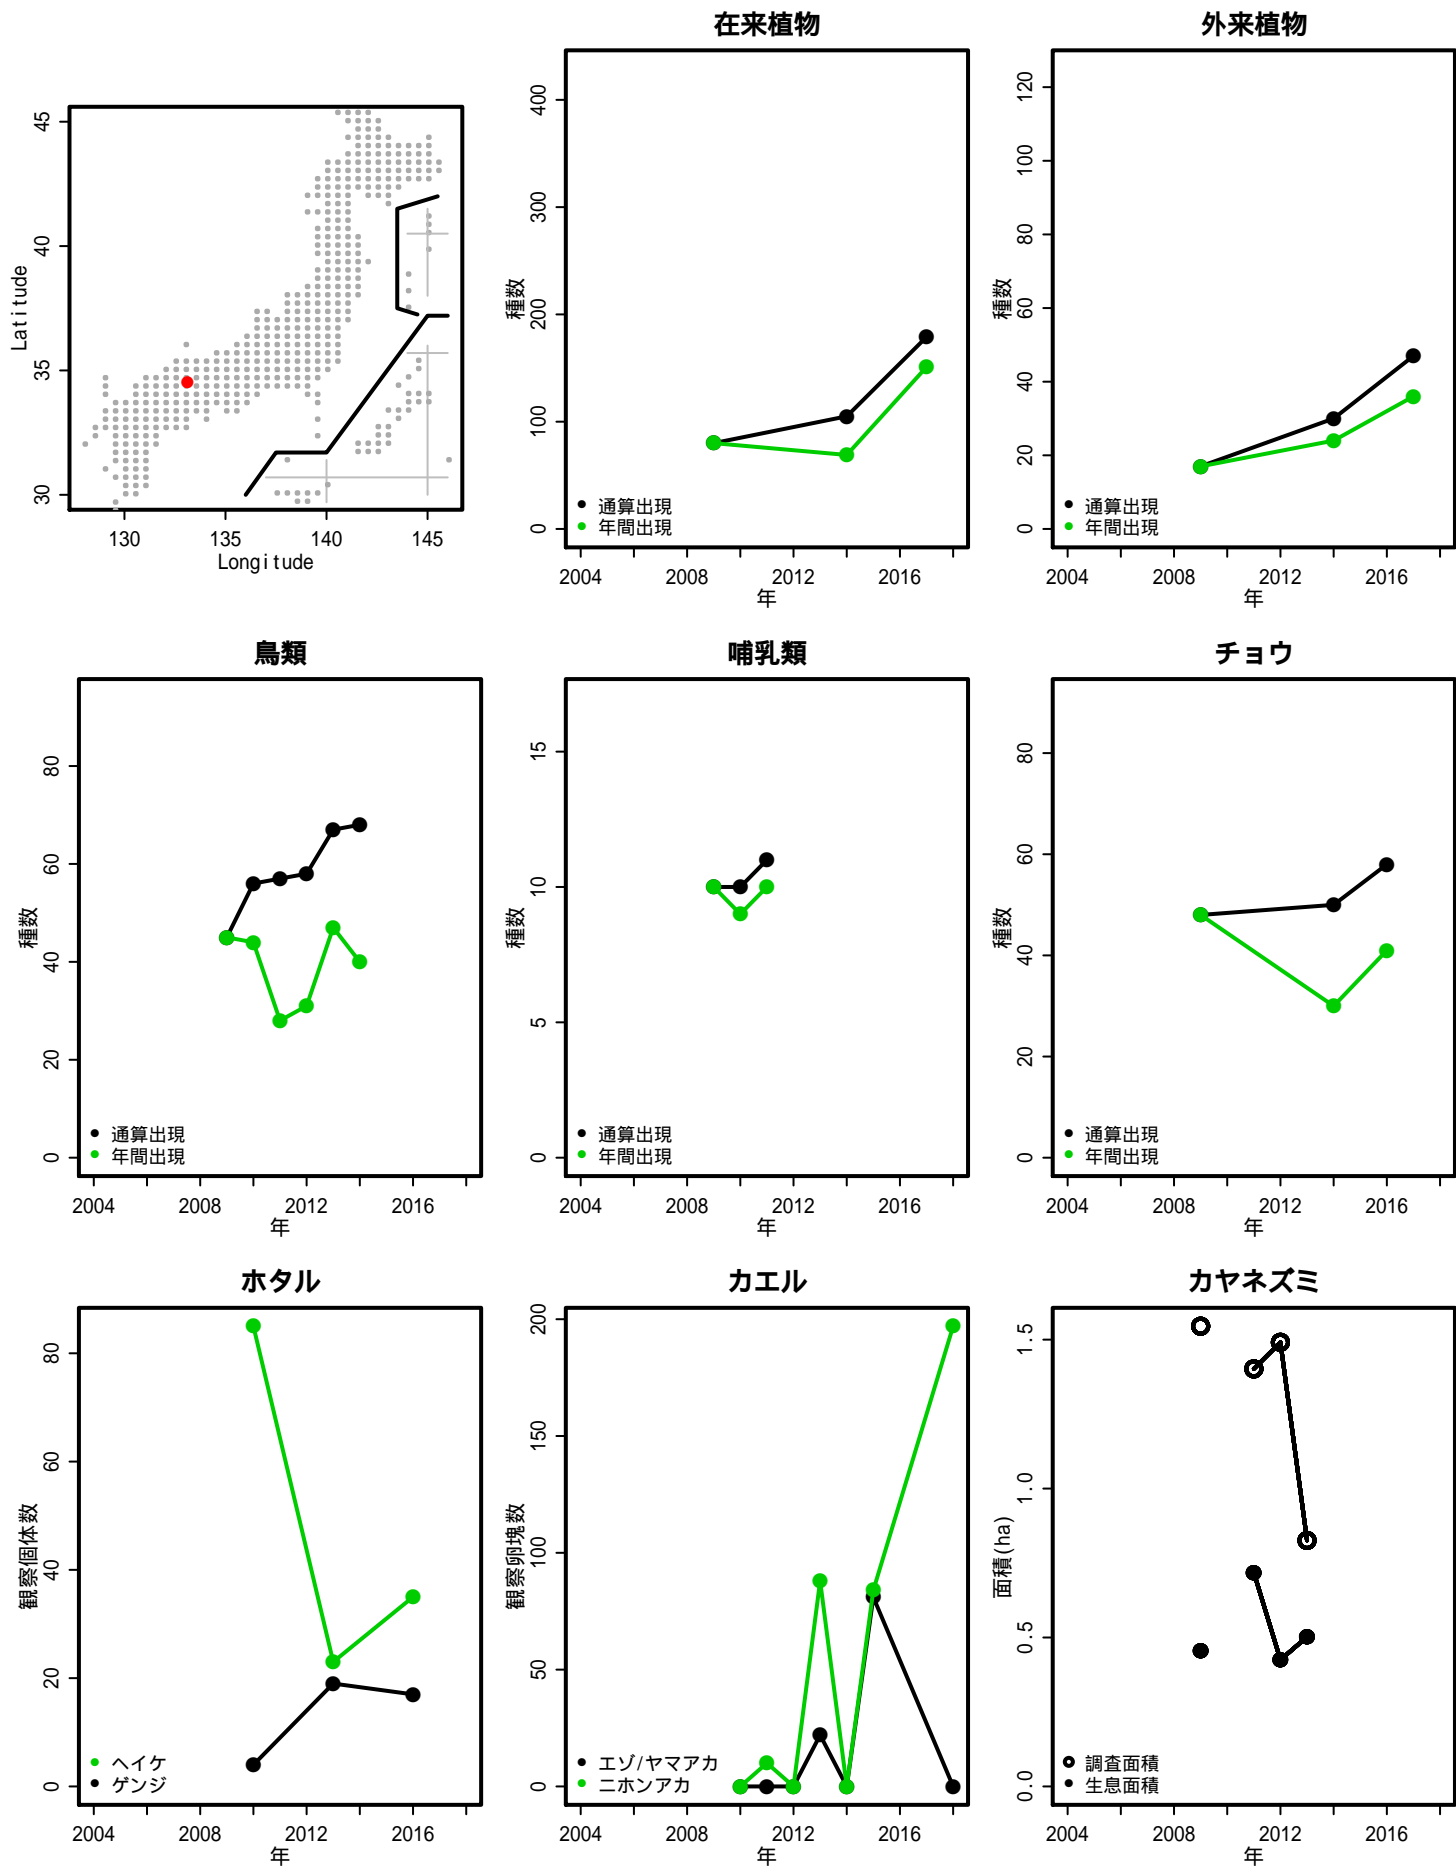 在来植物
外来植物
Latitude
45
40
35
30
130
135
140
145
Longitude
種数
400
300
200
100
0
通算出現
年間出現
2004
2008
2012
2016
年
種数
120
100
80
60
40
20
0
通算出現
年間出現
2004
2008
2012
2016
年
鳥類
哺乳類
チョウ
種数
80
60
40
20
0
通算出現
年間出現
2004
2008
2012
2016
年
種数
15
10
5
0
通算出現
年間出現
2004
2008
2012
2016
年
種数
80
60
40
20
0
通算出現
年間出現
2004
2008
2012
2016
年
ホタル
カエル
カヤネズミ
観察個体数
80
60
40
20
0
ヘイケ
ゲンジ
2004
2008
2012
2016
年
観察卵塊数
200
150
100
50
0
エゾ/ヤマアカ
ニホンアカ
2004
2008
2012
2016
年
面積(ha)
1.5
1.0
0.5
0.0
調査面積
生息面積
2004
2008
2012
2016
年